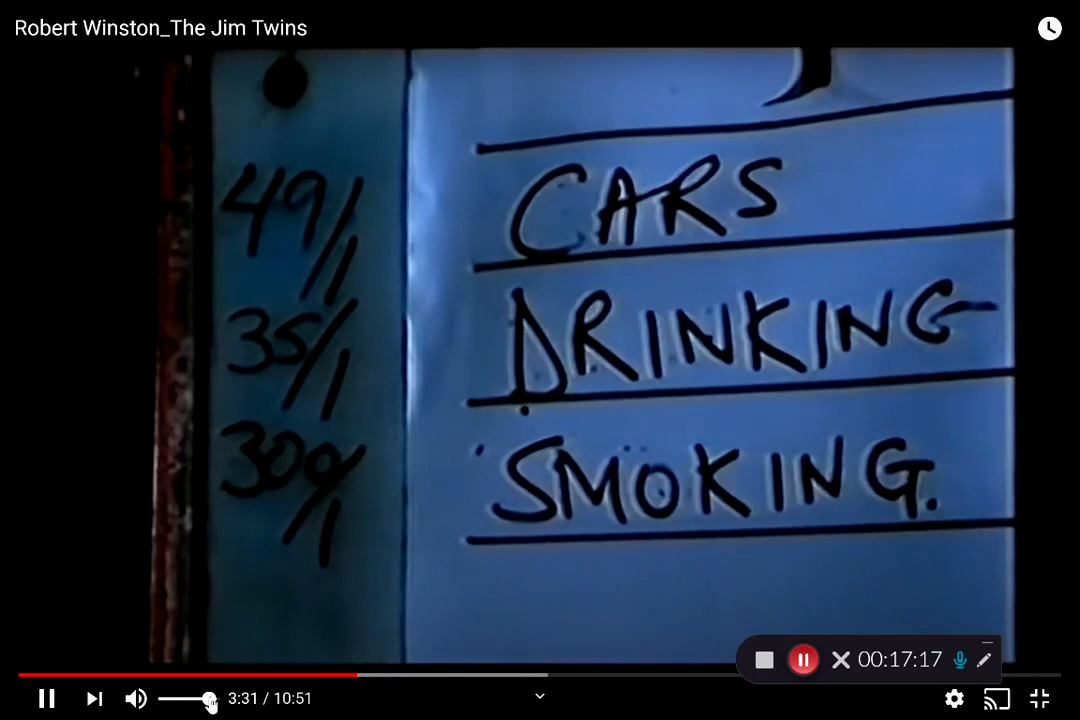 Robert Winston_The Jim Twins
49/1 CARS
35/1 DRINKING
300/1 SMOKING.
00:17:17
3:31 / 10:51